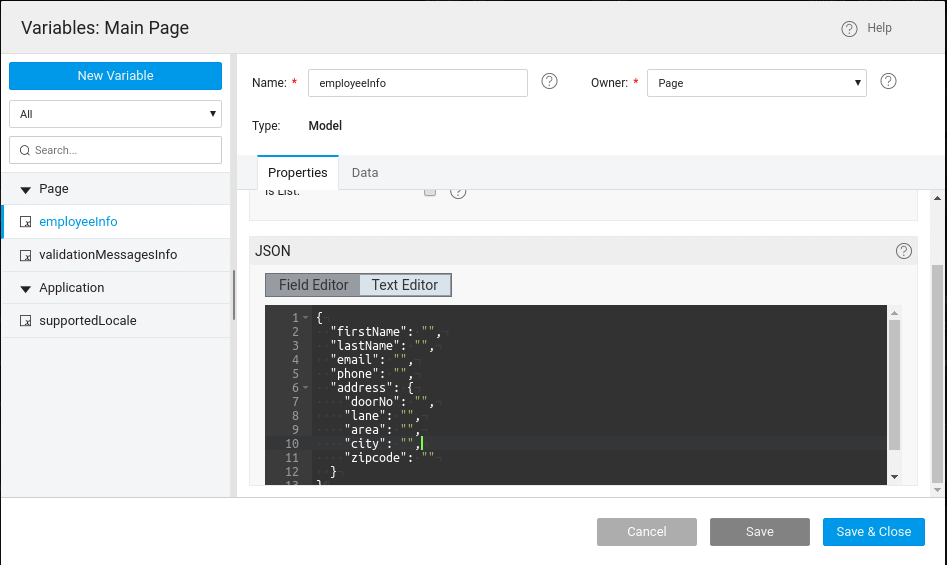 Variables: Main Page
Help
New Variable
All
Search...
Page
employeeInfo
validationMessagesInfo
Application
supportedLocale
Name: *
employeeInfo
Owner: *
Page
Type:
Model
Properties
Data
Is List:
JSON
Field Editor
Text Editor
1 {
2 "firstName": "",
3 "lastName": "",
4 "email": "",
5 "phone": "",
6 "address": {
7 "doorNo": "",
8 "lane": "",
9 "area": "",
10 "city": "",
11 "zipcode": ""
12 }
13 }
Cancel
Save
Save & Close